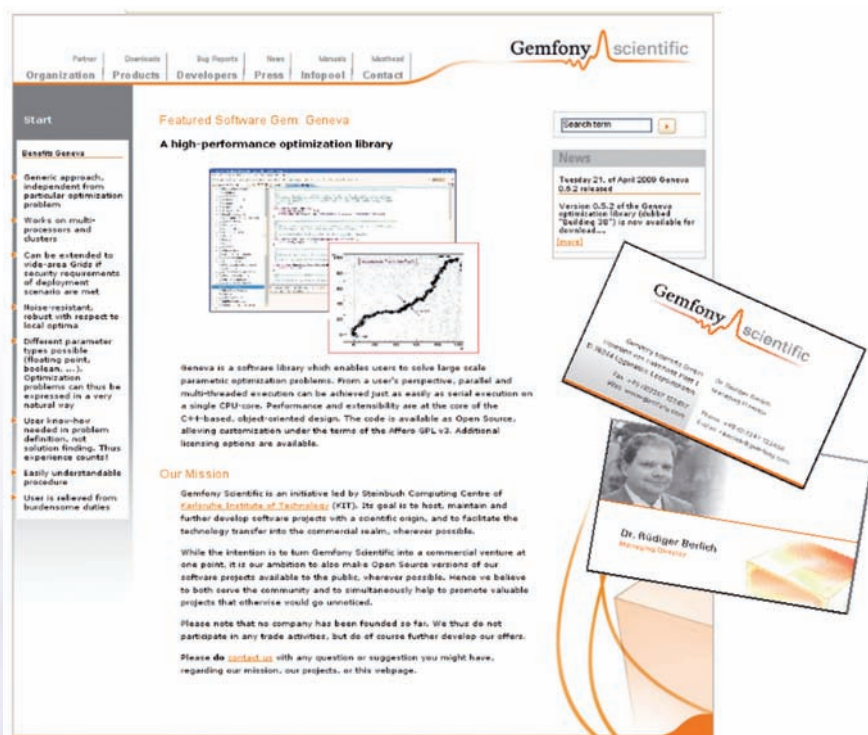 Gemfony scientific
Partner Downloads Bug Reports News Manuals Masthead
Organization Products Developers Press Infopool Contact
Start
Benefits Geneva
Generic approach,
independent from
particular optimization
problem
Works on multi-
processors and
clusters
Can be extended to
wide-area Grids if
security requirements
of deployment
scenario are met
Noise-resistant,
robust with respect to
local optima
Different parameter
types possible
(floating point,
boolean, ...).
Optimization
problems can thus be
expressed in a very
natural way
User know-how
needed in problem
definition, not
solution finding. Thus
experience counts!
Easily understandable
procedure
User is relieved from
burdensome duties
Featured Software Gem: Geneva
A high-performance optimization library
Geneva is a software library which enables users to solve large scale
parametric optimization problems. From a user's perspective, parallel and
multi-threaded execution can be achieved just as easily as serial execution on
a single CPU-core. Performance and extensibility are at the core of the
C++-based, object-oriented design. The code is available as Open Source,
allowing customization under the terms of the Affero GPL v3. Additional
licensing options are available.
Our Mission
Gemfony Scientific is an initiative led by Steinbuch Computing Centre of
Karlsruhe Institute of Technology (KIT). Its goal is to host, maintain and
further develop software projects with a scientific origin, and to facilitate the
technology transfer into the commercial realm, wherever possible.
While the intention is to turn Gemfony Scientific into a commercial venture at
one point, it is our ambition to also make Open Source versions of our
software projects available to the public, wherever possible. Hence we believe
to both serve the community and to simultaneously help to promote valuable
projects that otherwise would go unnoticed.
Please note that no company has been founded so far. We thus do not
participate in any trade activities, but do of course further develop our offers.
Please do contact us with any question or suggestion you might have,
regarding our mission, our projects, or this webpage.
Search term
News
Tuesday 21. of April 2009 Geneva
0.5.2 released
Version 0.5.2 of the Geneva
optimization library (dubbed
"Building 30") is now available for
download...
[more]
Gemfony scientific
Dr. Rüdiger Berlich
Managing Director
Dr. Rüdiger Berlich
Managing Director